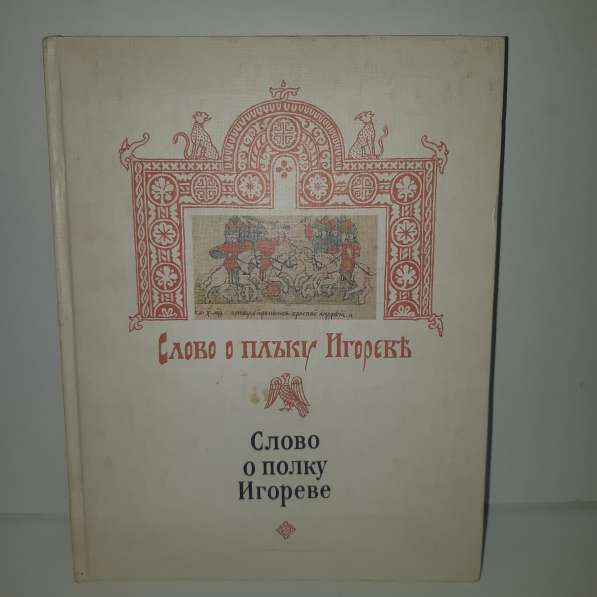 Слово о плъку Игоревѣ
Слово
о полку
Игореве